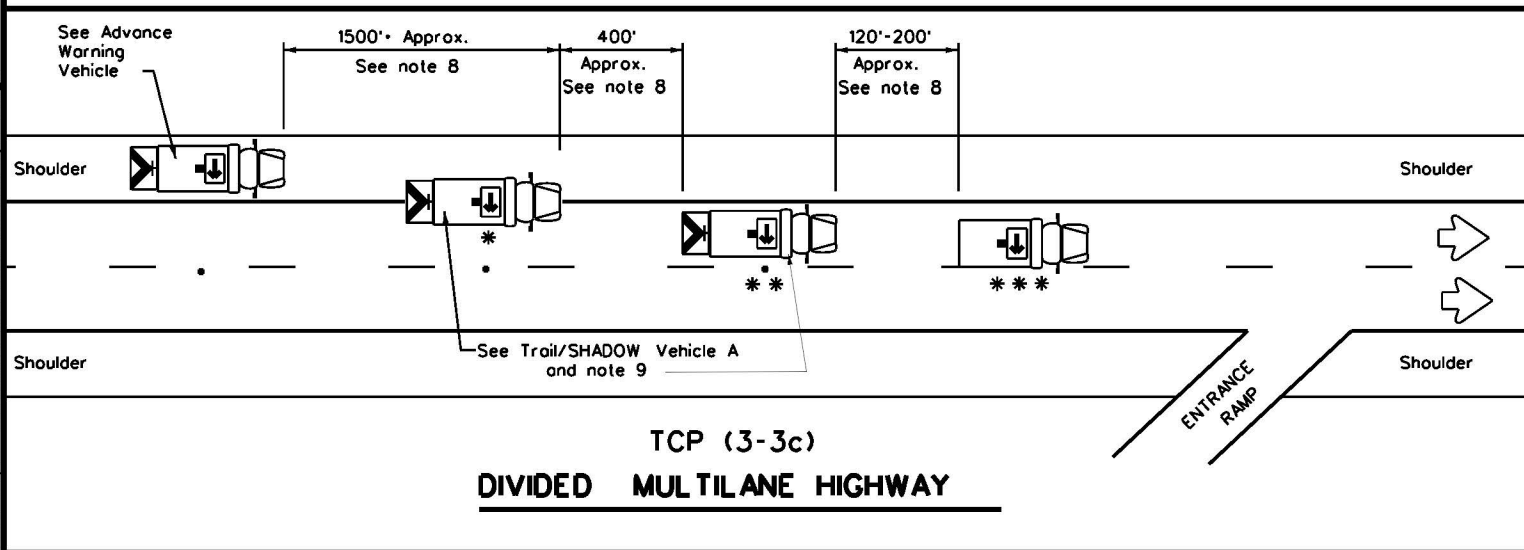 See Advance
Warning
Vehicle
1500'· Approx.
See note 8
400'
Approx.
See note 8
120'-200'
Approx.
See note 8
Shoulder
Shoulder
*
* *
* * *
See Trail/SHADOW Vehicle A
and note 9
Shoulder
Shoulder
ENTRANCE
RAMP
TCP (3-3c)
DIVIDED MULTILANE HIGHWAY